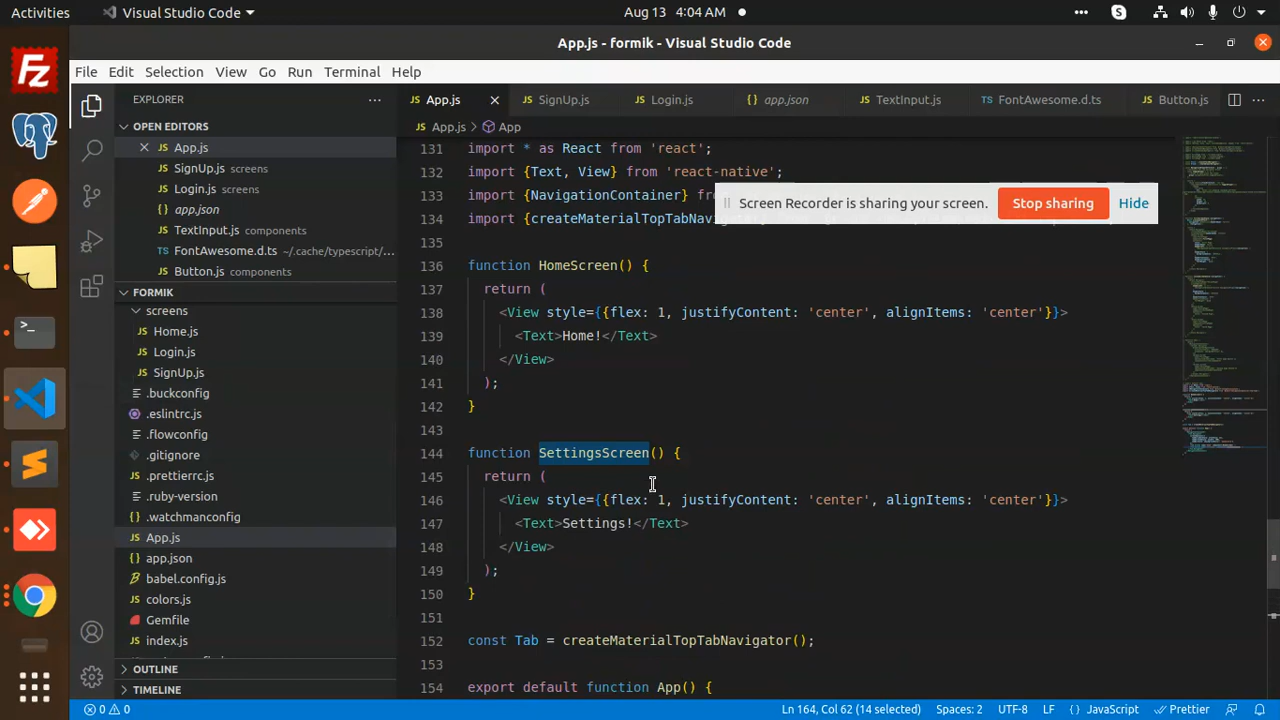 Activities
Visual Studio Code
Aug 13 4:04 AM
App.js - formik - Visual Studio Code
File Edit Selection View Go Run Terminal Help
EXPLORER
OPEN EDITORS
App.js
SignUp.js screens
Login.js screens
app.json
TextInput.js components
FontAwesome.d.ts ~/.cache/typescript/...
Button.js components
FORMIK
screens
Home.js
Login.js
SignUp.js
.buckconfig
.eslintrc.js
.flowconfig
.gitignore
.prettierrc.js
.ruby-version
.watchmanconfig
App.js
app.json
babel.config.js
colors.js
Gemfile
index.js
OUTLINE
TIMELINE
App.js SignUp.js Login.js app.json TextInput.js FontAwesome.d.ts Button.js
App.js App
131 import * as React from 'react';
132 import {Text, View} from 'react-native';
133 import {NavigationContainer}
134 import {createMaterialTopTabNavi
Screen Recorder is sharing your screen. Stop sharing Hide
135
136 function HomeScreen() {
137 return (
138 <View style={{flex: 1, justifyContent: 'center', alignItems: 'center'}}>
139 <Text>Home!</Text>
140 </View>
141 );
142 }
143
144 function SettingsScreen() {
145 return (
146 <View style={{flex: 1, justifyContent: 'center', alignItems: 'center'}}>
147 <Text>Settings!</Text>
148 </View>
149 );
150 }
151
152 const Tab = createMaterialTopTabNavigator();
153
154 export default function App() {
0 0 Ln 164, Col 62 (14 selected) Spaces: 2 UTF-8 LF {} JavaScript Prettier